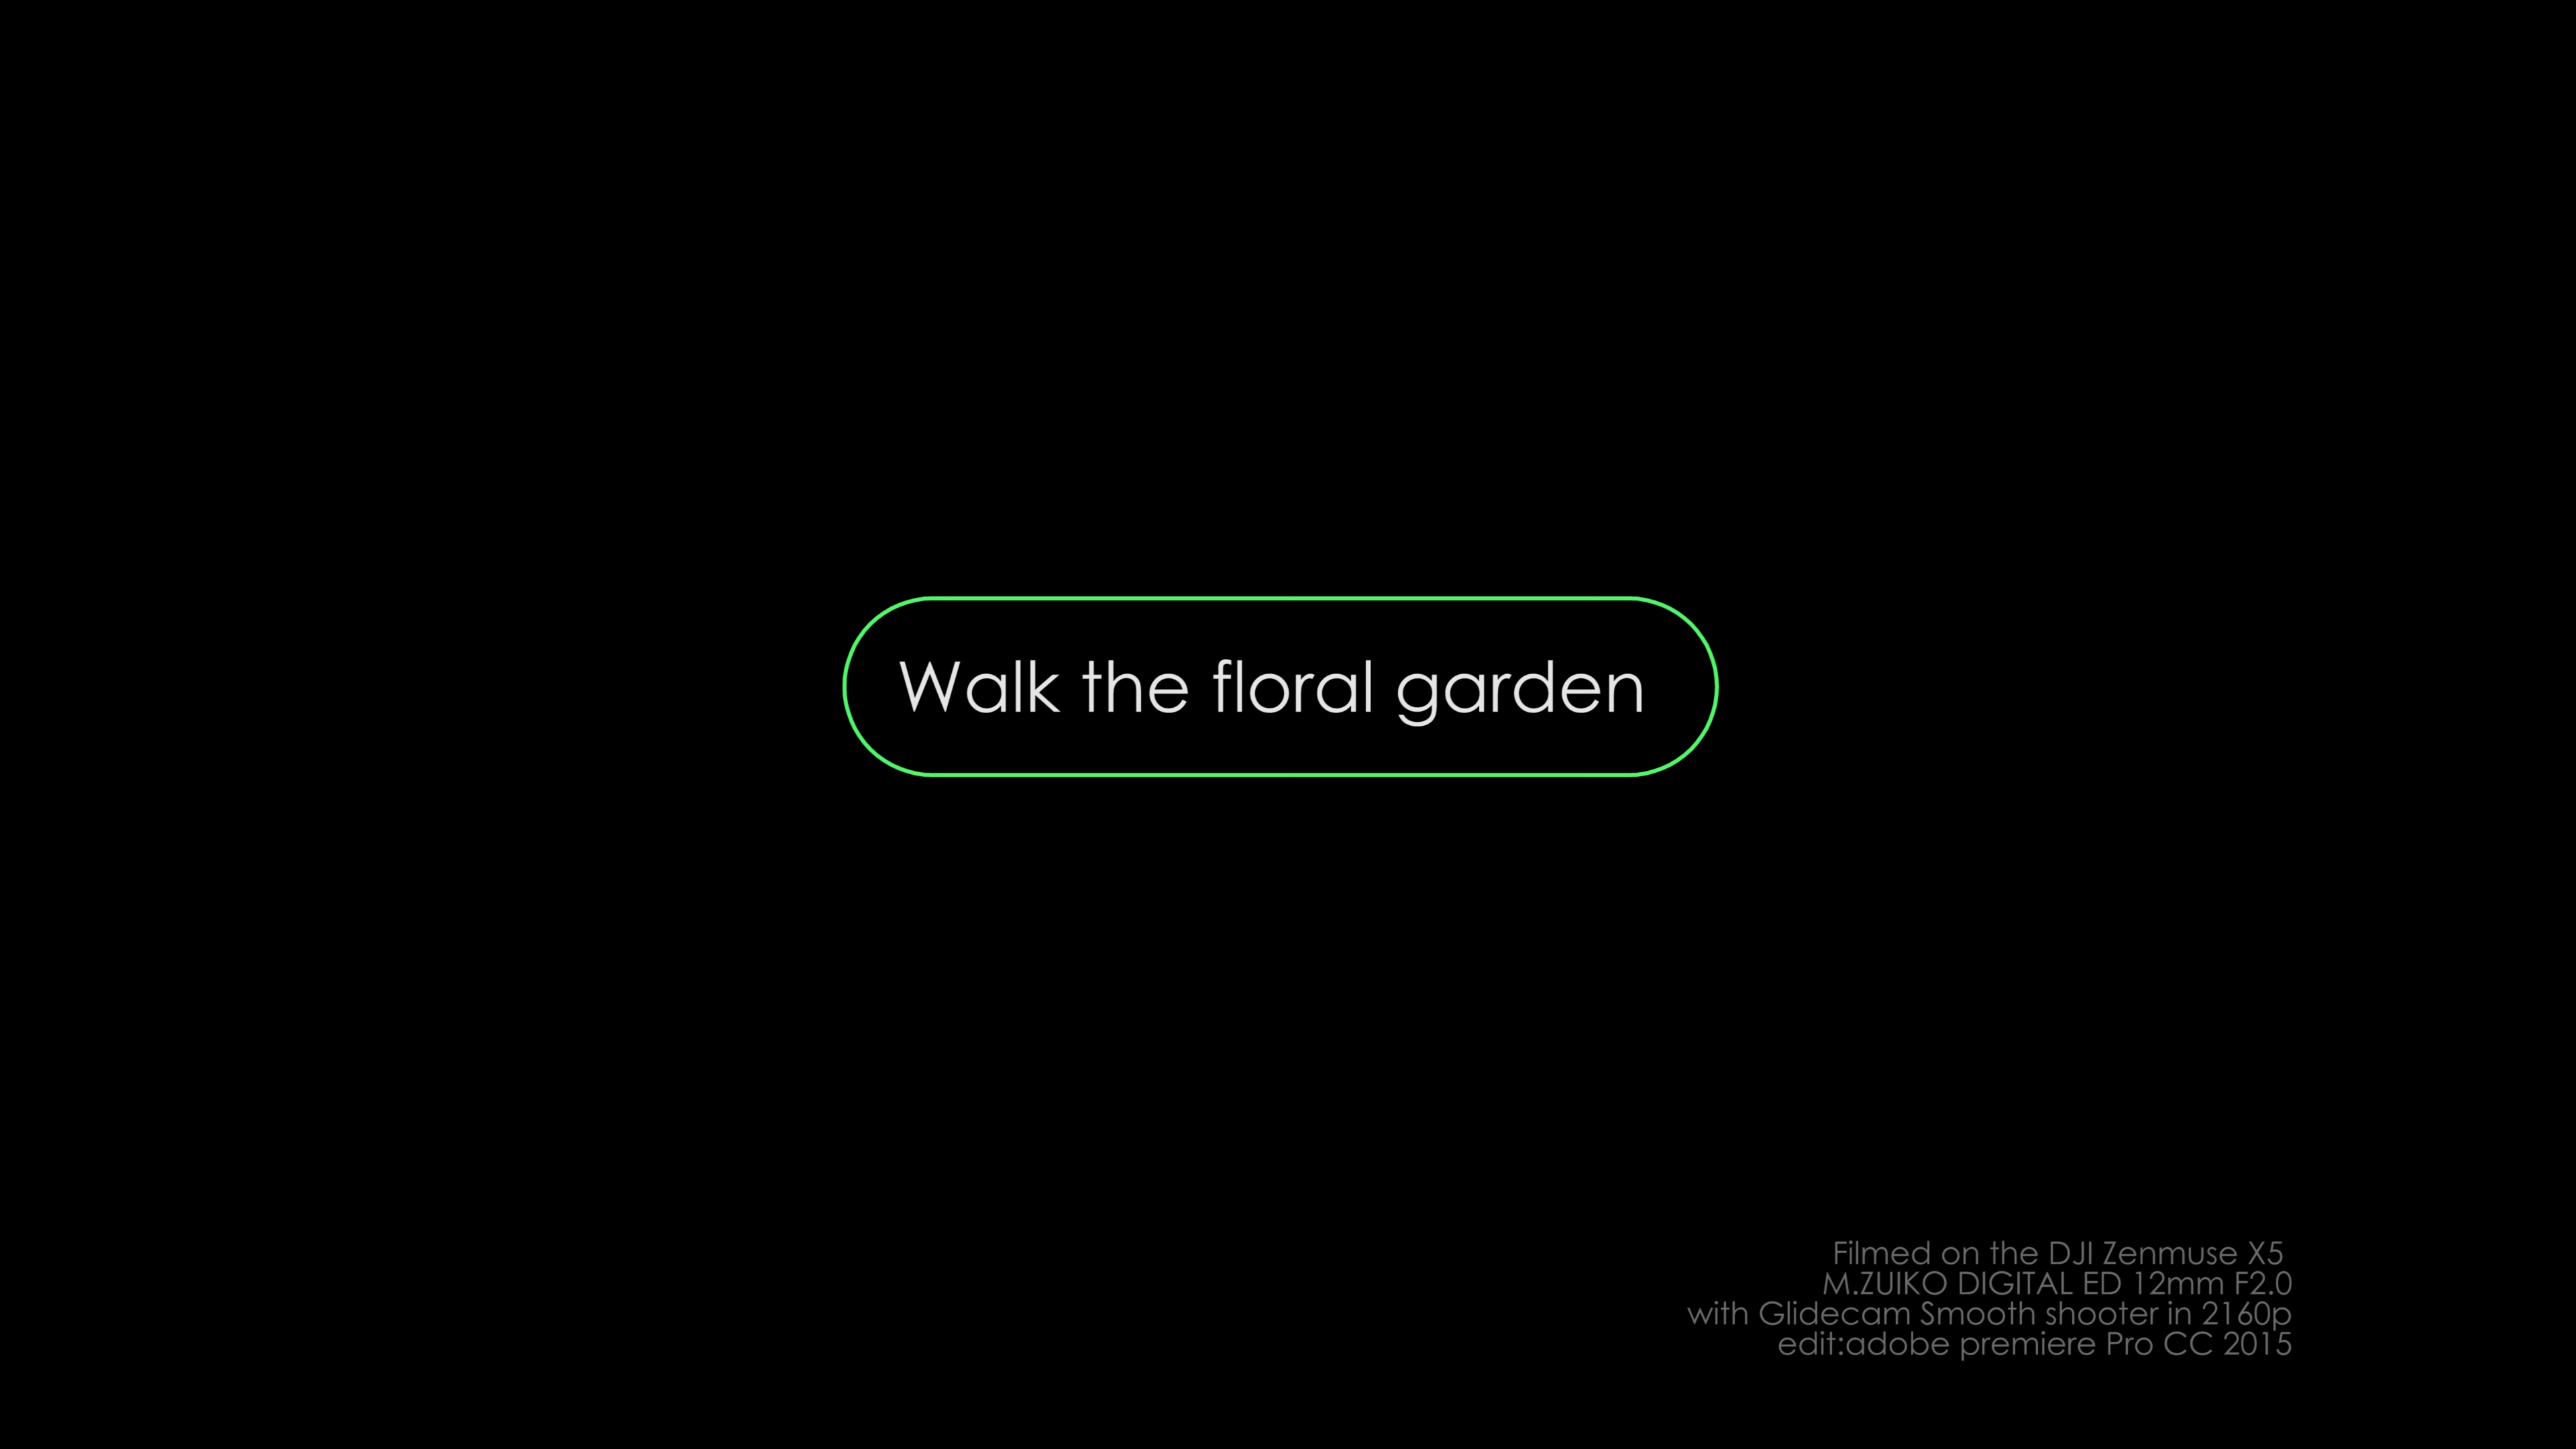 Walk the floral garden
Filmed on the DJI Zenmuse X5
M.ZUIKO DIGITAL ED 12mm F2.0
with Glidecam Smooth shooter in 2160p
edit:adobe premiere Pro CC 2015